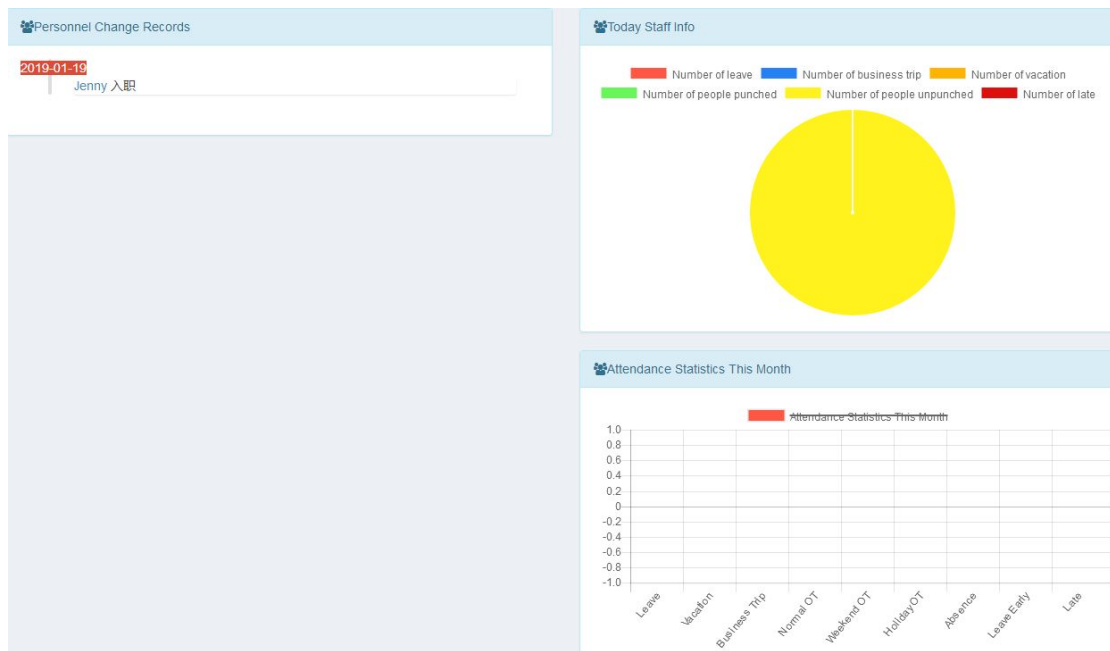 Personnel Change Records
2019-01-19
Jenny 入职
Today Staff Info
Number of leave Number of business trip Number of vacation
Number of people punched Number of people unpunched Number of late
Attendance Statistics This Month
Attendance Statistics This Month
1.0
0.8
0.6
0.4
0.2
0
-0.2
-0.4
-0.6
-0.8
-1.0
Leave Vacation Business Trip Normal OT Weekend OT HolidayOT Absence Leave Early Late